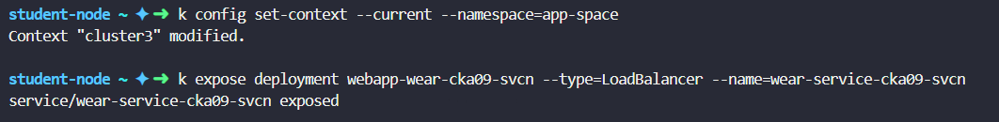 student-node ~ ✦ ➜ k config set-context --current --namespace=app-space
Context "cluster3" modified.
student-node ~ ✦ ➜ k expose deployment webapp-wear-cka09-svcn --type=LoadBalancer --name=wear-service-cka09-svcn
service/wear-service-cka09-svcn exposed